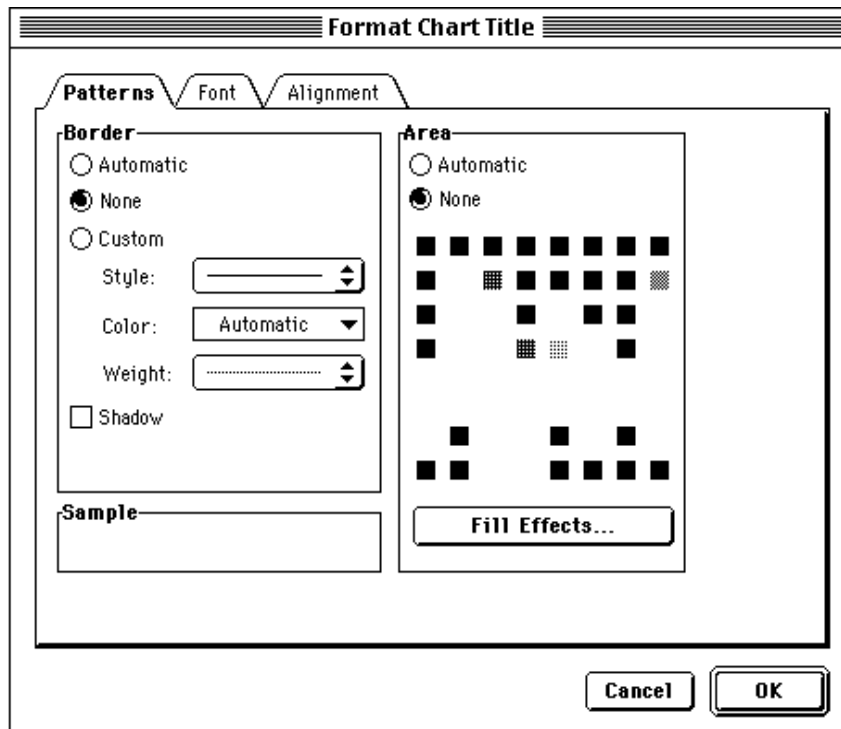 Format Chart Title
Patterns Font Alignment
Border
Automatic
None
Custom
Style:
Color: Automatic
Weight:
Shadow
Sample
Area
Automatic
None
Fill Effects...
Cancel OK